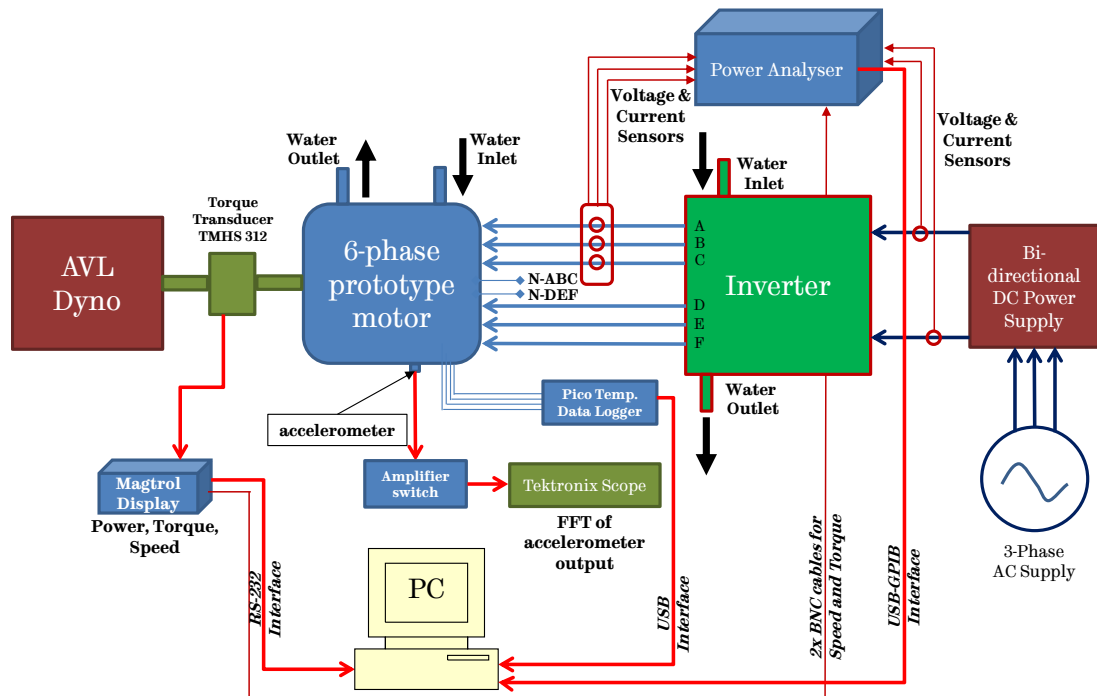 Power Analyser
Voltage &
Current
Sensors
Voltage &
Current
Sensors
Water
Outlet
Water
Inlet
Water
Inlet
Torque
Transducer
TMHS 312
AVL
Dyno
6-phase
prototype
motor
A
B
C
N-ABC
N-DEF
D
E
F
Inverter
Bi-
directional
DC Power
Supply
Water
Outlet
Pico Temp.
Data Logger
accelerometer
Amplifier
switch
Tektronix Scope
FFT of
accelerometer
output
Magtrol
Display
Power, Torque,
Speed
3-Phase
AC Supply
PC
RS-232
Interface
USB
Interface
2x BNC cables for
Speed and Torque
USB-GPIB
Interface